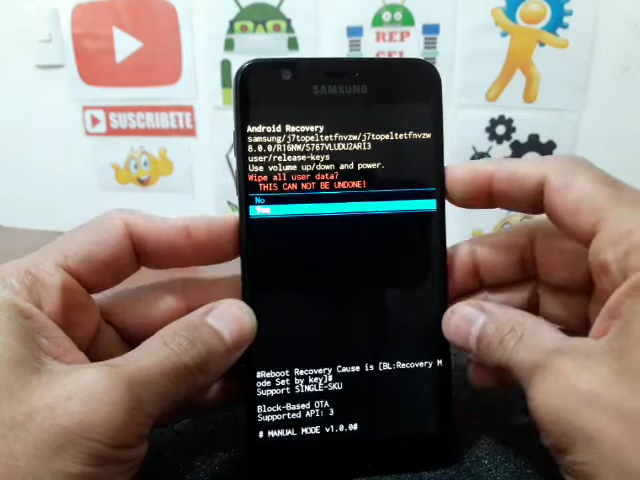 REP
CEL
SUSCRIBETE
SAMSUNG
Android Recovery
samsung/j7topeltetfnvzw/j7topeltetfnvzw
8.0.0/R16NW/S767VLUDU2ARI3
user/release-keys
Use volume up/down and power.
Wipe all user data?
THIS CAN NOT BE UNDONE!
No
Yes
#Reboot Recovery Cause is [BL:Recovery M
ode Set by key]#
Support SINGLE-SKU
Block-Based OTA
Supported API: 3
# MANUAL MODE v1.0.0#